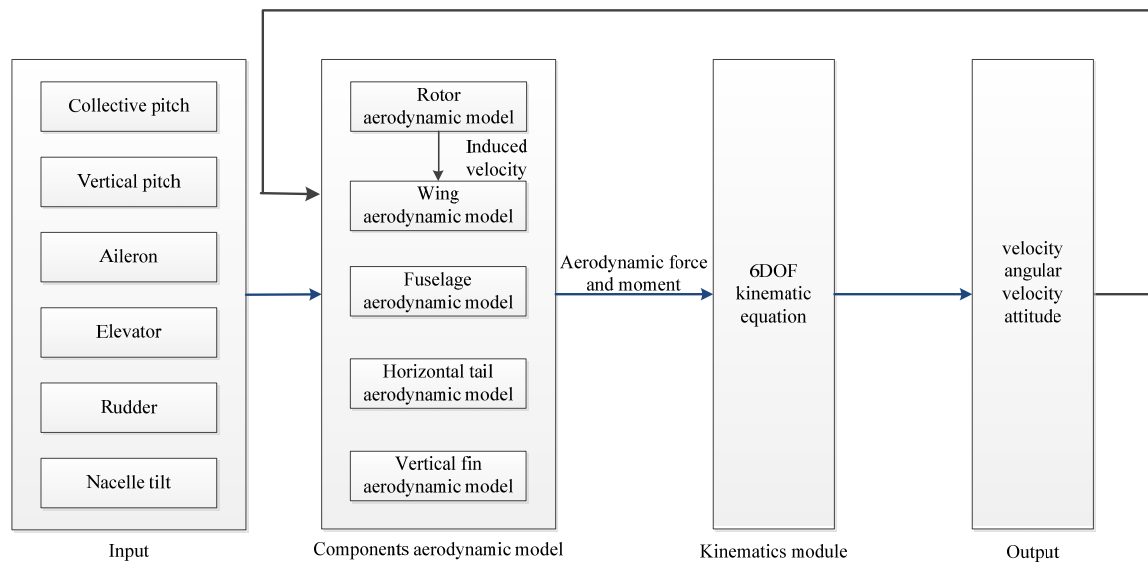 Collective pitch
Vertical pitch
Aileron
Elevator
Rudder
Nacelle tilt
Input
Rotor
aerodynamic model
Induced
velocity
Wing
aerodynamic model
Fuselage
aerodynamic model
Horizontal tail
aerodynamic model
Vertical fin
aerodynamic model
Components aerodynamic model
Aerodynamic force
and moment
6DOF
kinematic
equation
Kinematics module
velocity
angular
velocity
attitude
Output